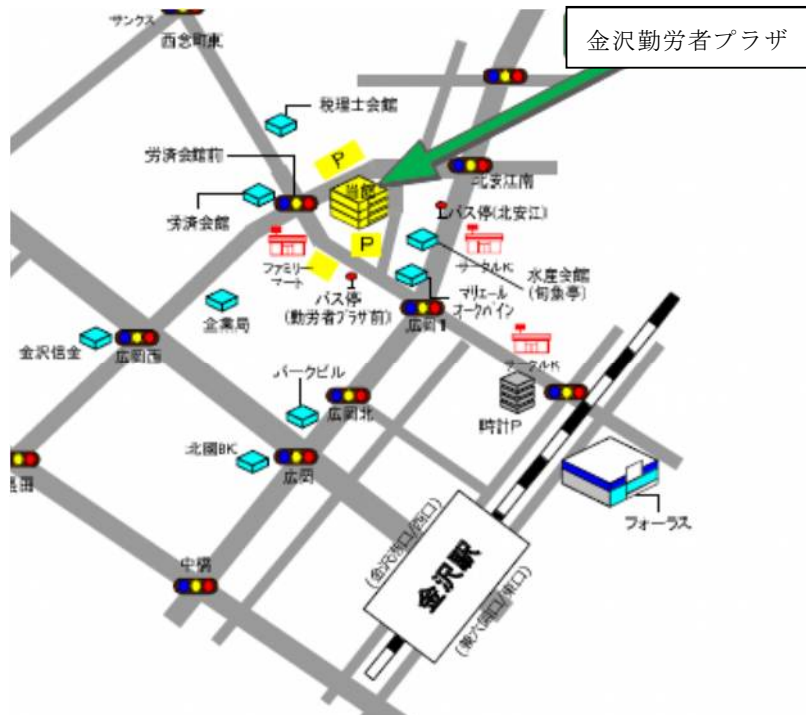 サンクス
西念町東
金沢勤労者プラザ
税理士会館
P
労済会館前
当館
北安江南
労済会館
バス停(北安江)
P
ファミリー
マート
サークルK
水産会館
(旬魚亭)
バス停
(勤労者プラザ前)
マリエール
オークパイン
企業局
広岡1
金沢信金
広岡西
サークルK
パークビル
広岡北
時計P
北國BK
広岡
フォーラス
(金沢港口/西口)
金沢駅
中橋
(兼六園口/東口)